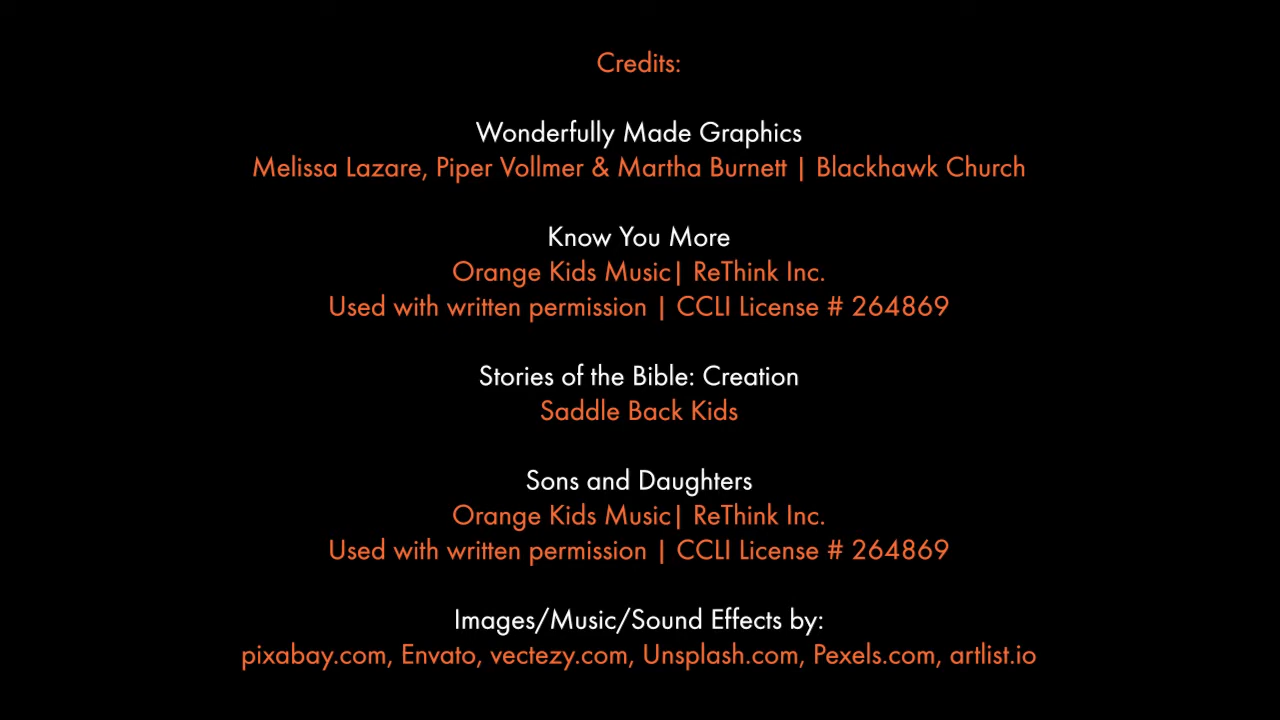 Credits:
Wonderfully Made Graphics
Melissa Lazare, Piper Vollmer & Martha Burnett | Blackhawk Church
Know You More
Orange Kids Music| ReThink Inc.
Used with written permission | CCLI License # 264869
Stories of the Bible: Creation
Saddle Back Kids
Sons and Daughters
Orange Kids Music| ReThink Inc.
Used with written permission | CCLI License # 264869
Images/Music/Sound Effects by:
pixabay.com, Envato, vectezy.com, Unsplash.com, Pexels.com, artlist.io